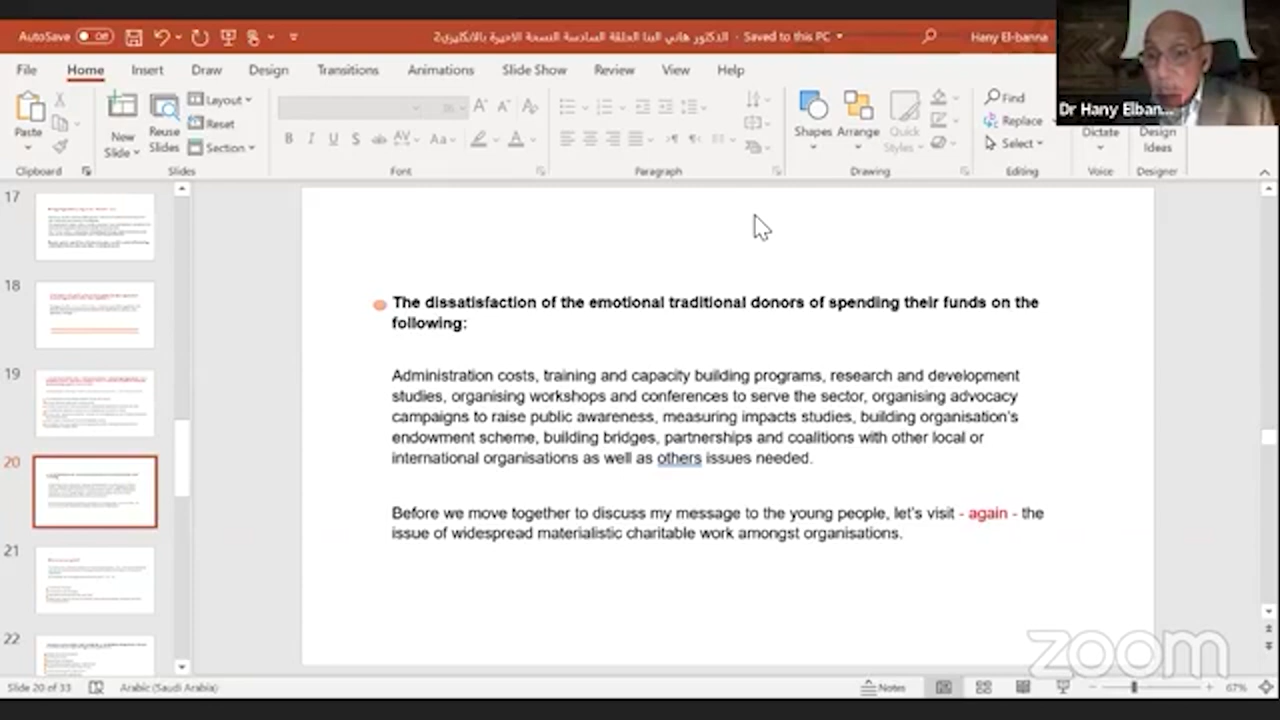 AutoSave Off
الدكتور هاني البنا الحلقة السادسة النسخة الاخيرة بالانكليزي2 - Saved to this PC
Hany El-banna
File Home Insert Draw Design Transitions Animations Slide Show Review View Help
Dr Hany Elban...
Paste
New Slide
Reuse Slides
Layout
Reset
Section
Shapes
Arrange
Quick Styles
Find
Replace
Select
Dictate
Design Ideas
Clipboard
Slides
Font
Paragraph
Drawing
Editing
Voice
Designer
17
18
19
20
21
22
The dissatisfaction of the emotional traditional donors of spending their funds on the
following:
Administration costs, training and capacity building programs, research and development
studies, organising workshops and conferences to serve the sector, organising advocacy
campaigns to raise public awareness, measuring impacts studies, building organisation's
endowment scheme, building bridges, partnerships and coalitions with other local or
international organisations as well as others issues needed.
Before we move together to discuss my message to the young people, let's visit - again - the
issue of widespread materialistic charitable work amongst organisations.
zoom
Slide 20 of 33
Arabic (Saudi Arabia)
Notes
67%